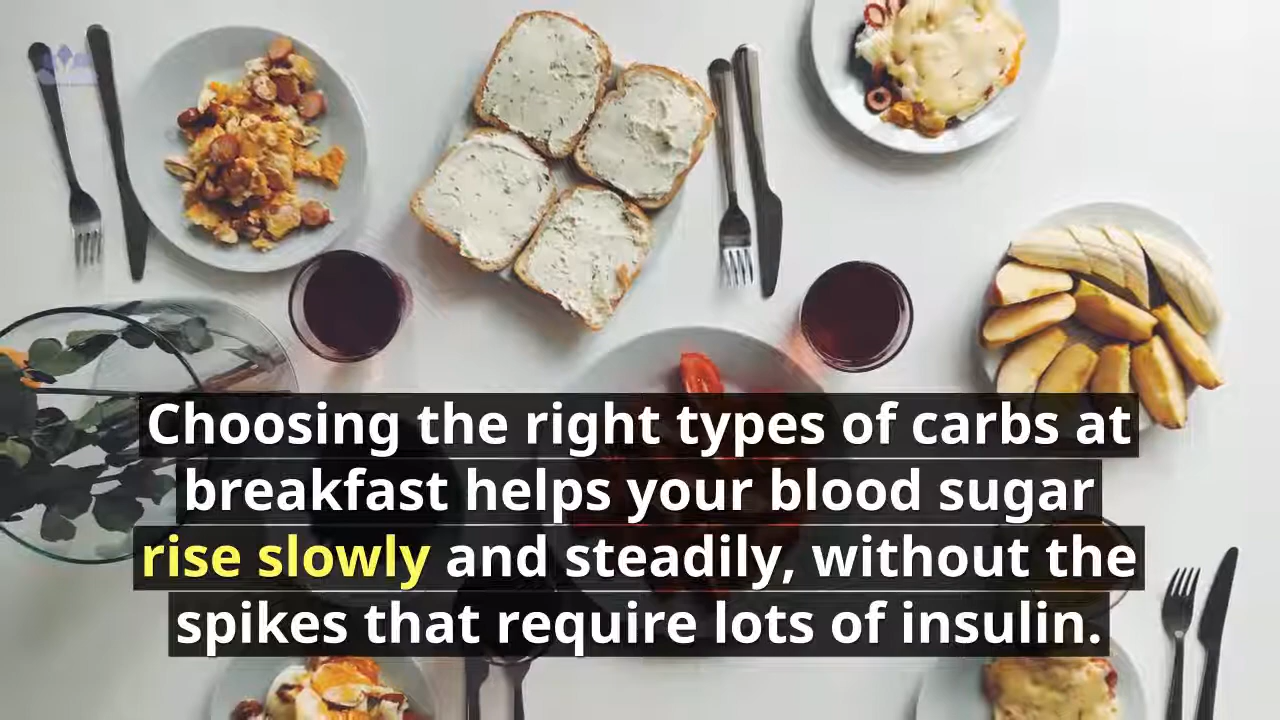 Choosing the right types of carbs at
breakfast helps your blood sugar
rise slowly and steadily, without the
spikes that require lots of insulin.